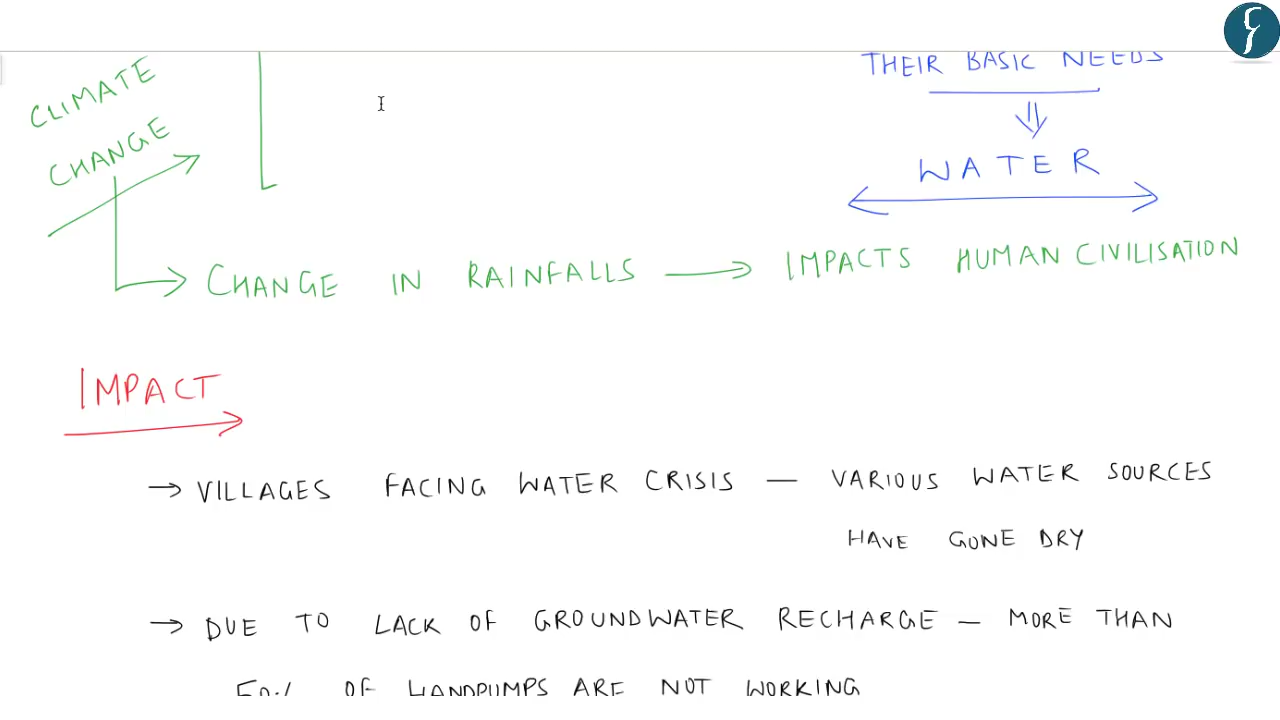 THEIR BASIC NEEDS
CLIMATE
CHANGE
WATER
CHANGE IN RAINFALLS → IMPACTS HUMAN CIVILISATION
IMPACT
→ VILLAGES FACING WATER CRISIS — VARIOUS WATER SOURCES
HAVE GONE DRY
→ DUE TO LACK OF GROUNDWATER RECHARGE — MORE THAN
50% OF HANDPUMPS ARE NOT WORKING